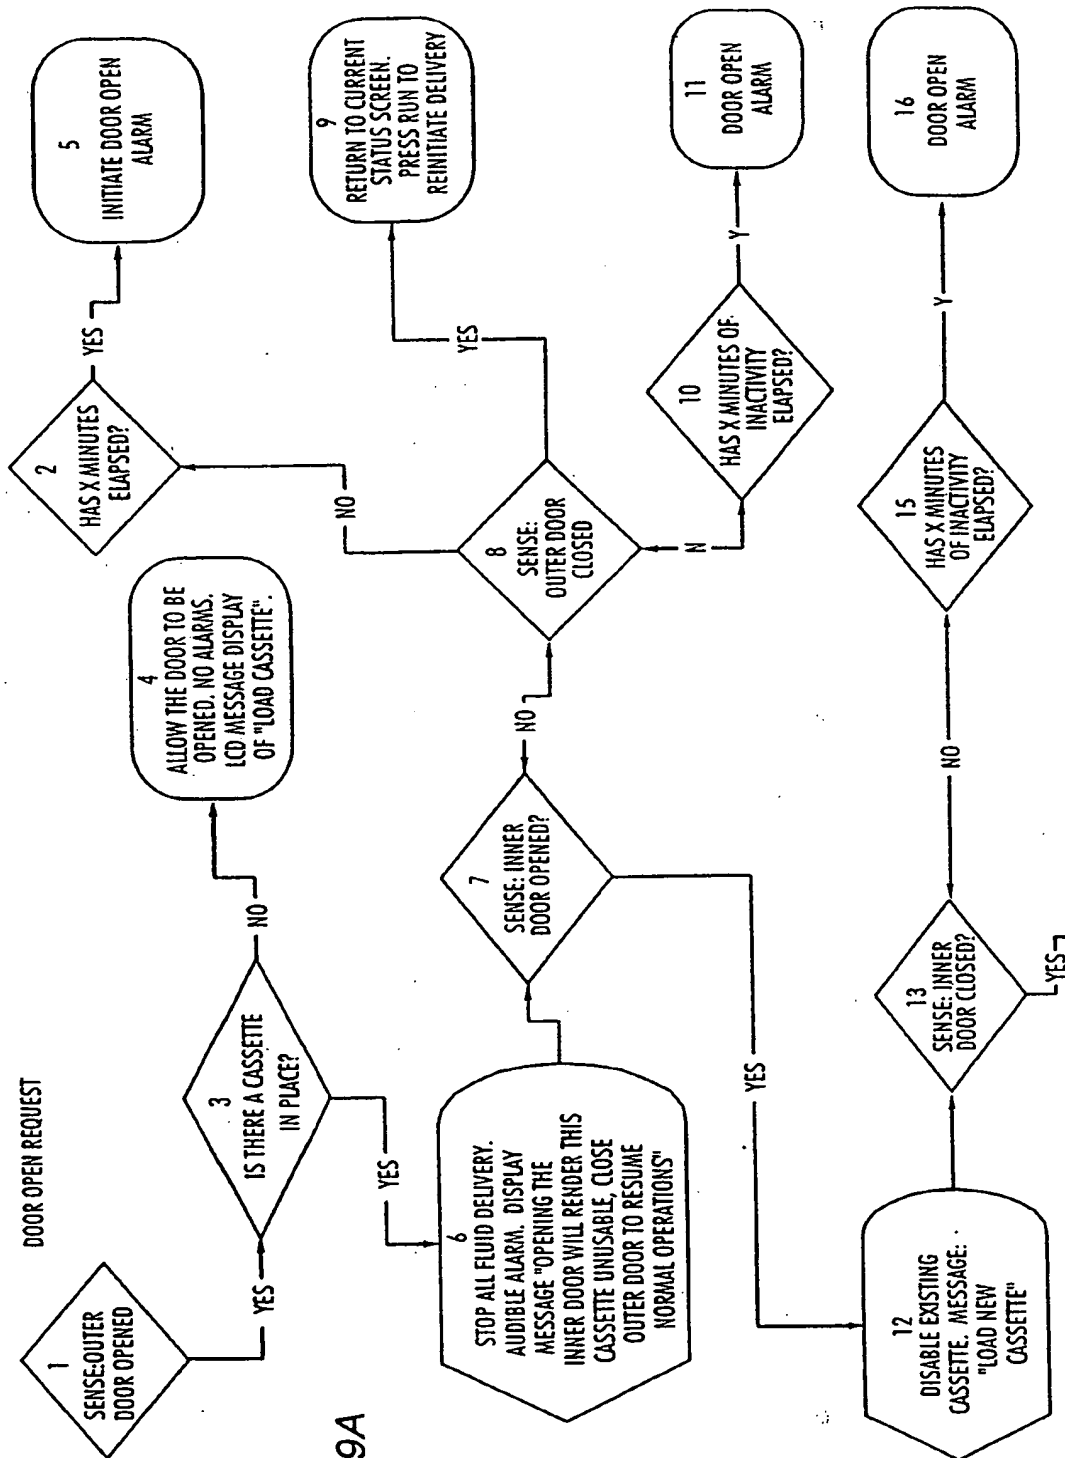 DOOR OPEN REQUEST
1
SENSE:OUTER
DOOR OPENED
YES
3
IS THERE A CASSETTE
IN PLACE?
NO
4
ALLOW THE DOOR TO BE
OPENED. NO ALARMS.
LCD MESSAGE DISPLAY
OF "LOAD CASSETTE".
YES
6
STOP ALL FLUID DELIVERY.
AUDIBLE ALARM. DISPLAY
MESSAGE "OPENING THE
INNER DOOR WILL RENDER THIS
CASSETTE UNUSABLE, CLOSE
OUTER DOOR TO RESUME
NORMAL OPERATIONS"
7
SENSE: INNER
DOOR OPENED?
NO
8
SENSE:
OUTER DOOR
CLOSED
NO
2
HAS X MINUTES
ELAPSED?
YES
5
INITIATE DOOR OPEN
ALARM
YES
9
RETURN TO CURRENT
STATUS SCREEN.
PRESS RUN TO
REINITIATE DELIVERY
N
10
HAS X MINUTES OF
INACTIVITY
ELAPSED?
Y
11
DOOR OPEN
ALARM
YES
12
DISABLE EXISTING
CASSETTE. MESSAGE:
"LOAD NEW
CASSETTE"
13
SENSE: INNER
DOOR CLOSED?
YES
NO
15
HAS X MINUTES
OF INACTIVITY
ELAPSED?
Y
16
DOOR OPEN
ALARM
9A